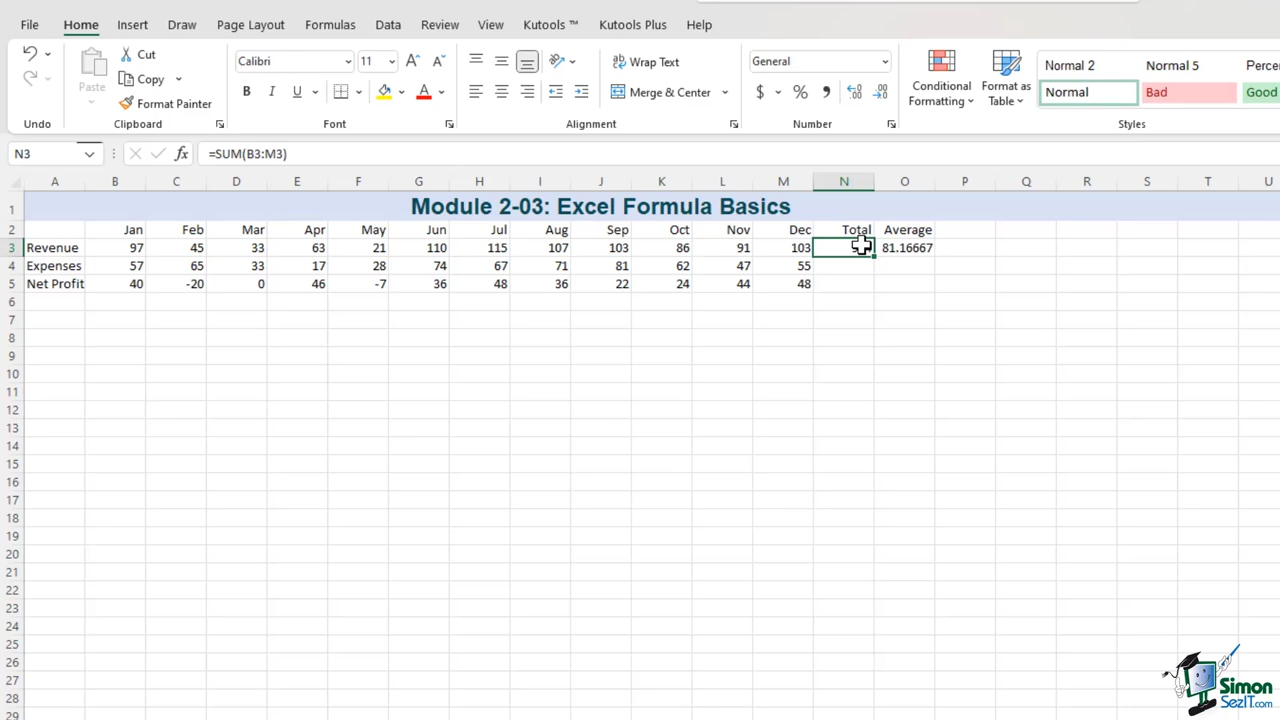 File Home Insert Draw Page Layout Formulas Data Review View Kutools ™ Kutools Plus Help
Paste Cut
Copy
Format Painter
Calibri 11
B I U A
Wrap Text
Merge & Center
General
$ % 9
Conditional Formatting
Format as Table
Normal 2 Normal 5 Percen
Normal Bad Good
Undo Clipboard Font Alignment Number Styles
N3 fx =SUM(B3:M3)
A B C D E F G H I J K L M N O P Q R S T U
1 Module 2-03: Excel Formula Basics
2 Jan Feb Mar Apr May Jun Jul Aug Sep Oct Nov Dec Total Average
3 Revenue 97 45 33 63 21 110 115 107 103 86 91 103 81.16667
4 Expenses 57 65 33 17 28 74 67 71 81 62 47 55
5 Net Profit 40 -20 0 46 -7 36 48 36 22 24 44 48
6
7
8
9
10
11
12
13
14
15
16
17
18
19
20
21
22
23
24
25
26
27
28
29
Simon
SezIT.com